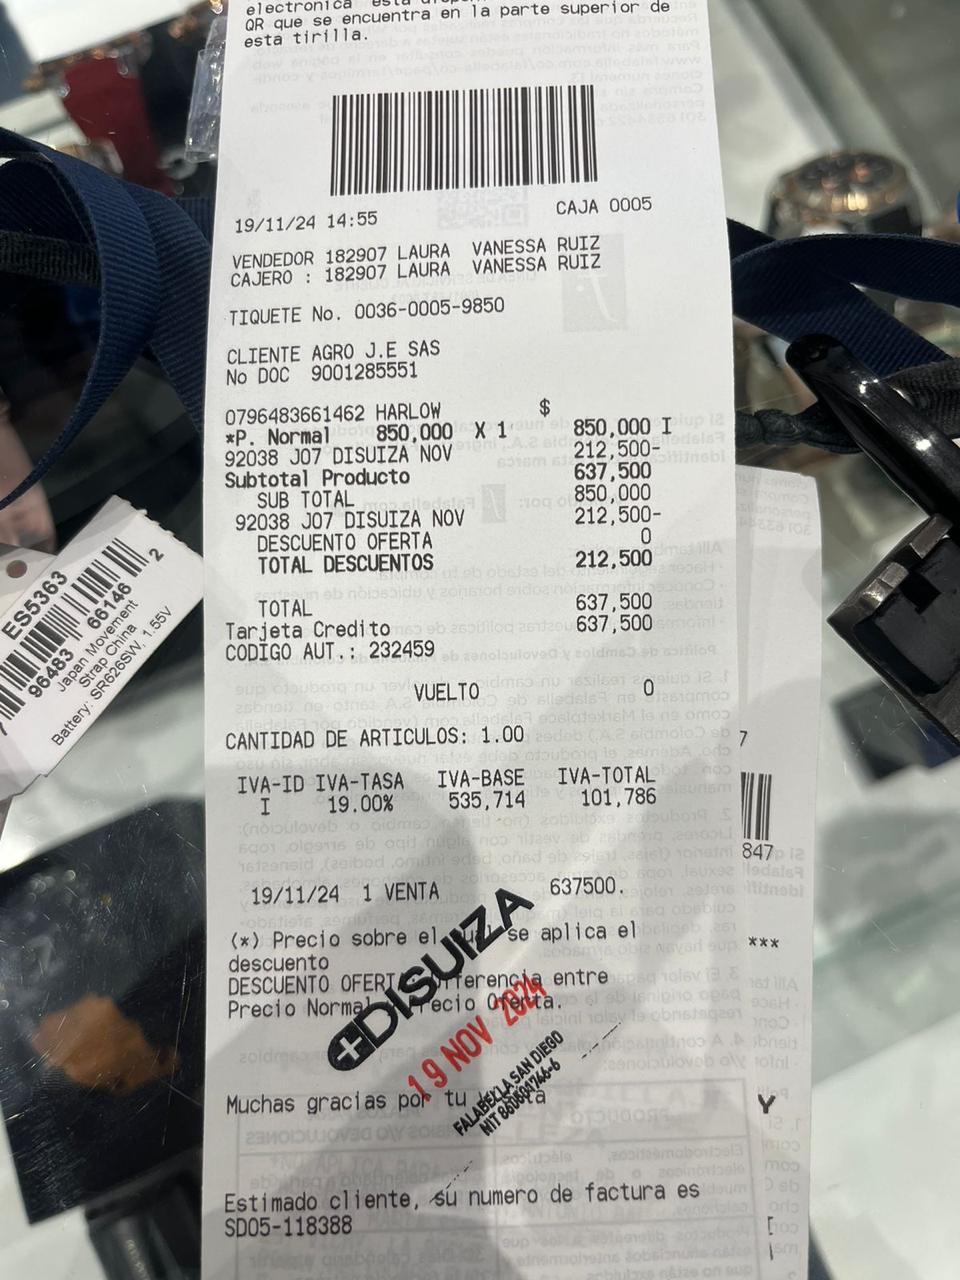 electronica esta
QR que se encuentra en la parte superior de
esta tirilla.
19/11/24 14:55 CAJA 0005
VENDEDOR 182907 LAURA VANESSA RUIZ
CAJERO : 182907 LAURA VANESSA RUIZ
TIQUETE No. 0036-0005-9850
CLIENTE AGRO J.E SAS
No DOC 9001285551
0796483661462 HARLOW $
*P. Normal 850,000 X 1 850,000 I
92038 J07 DISUIZA NOV 212,500-
Subtotal Producto 637,500
SUB TOTAL 850,000
92038 J07 DISUIZA NOV 212,500-
DESCUENTO OFERTA 0
TOTAL DESCUENTOS 212,500
TOTAL 637,500
Tarjeta Credito 637,500
CODIGO AUT.: 232459
VUELTO 0
CANTIDAD DE ARTICULOS: 1.00
IVA-ID IVA-TASA IVA-BASE IVA-TOTAL
I 19.00% 535,714 101,786
19/11/24 1 VENTA 637500.
(*) Precio sobre el se aplica el
descuento
DESCUENTO OFERTA entre
Precio Normal Precio Oferta.
DISUIZA
19 NOV 2024
FALABELLA SAN DIEGO
Muchas gracias por tu
Estimado cliente, su numero de factura es
SD05-118388
ES5363
96483 66146 2
Japan Movement
Strap China
Battery: SR626SW, 1.55V
7
847
***
Y